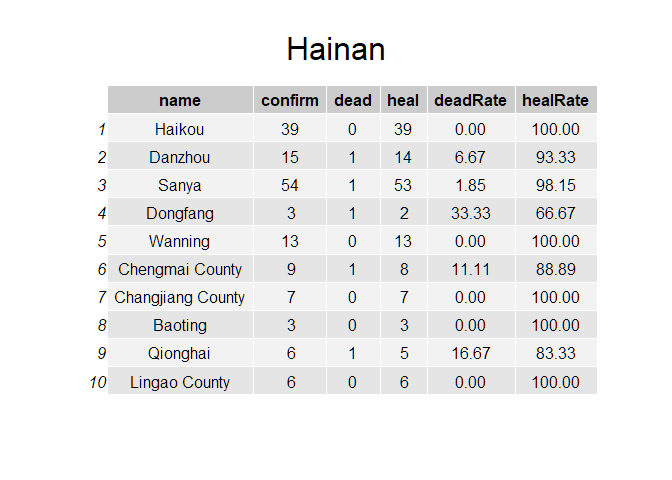 Hainan
name confirm dead heal deadRate healRate
1 Haikou 39 0 39 0.00 100.00
2 Danzhou 15 1 14 6.67 93.33
3 Sanya 54 1 53 1.85 98.15
4 Dongfang 3 1 2 33.33 66.67
5 Wanning 13 0 13 0.00 100.00
6 Chengmai County 9 1 8 11.11 88.89
7 Changjiang County 7 0 7 0.00 100.00
8 Baoting 3 0 3 0.00 100.00
9 Qionghai 6 1 5 16.67 83.33
10 Lingao County 6 0 6 0.00 100.00